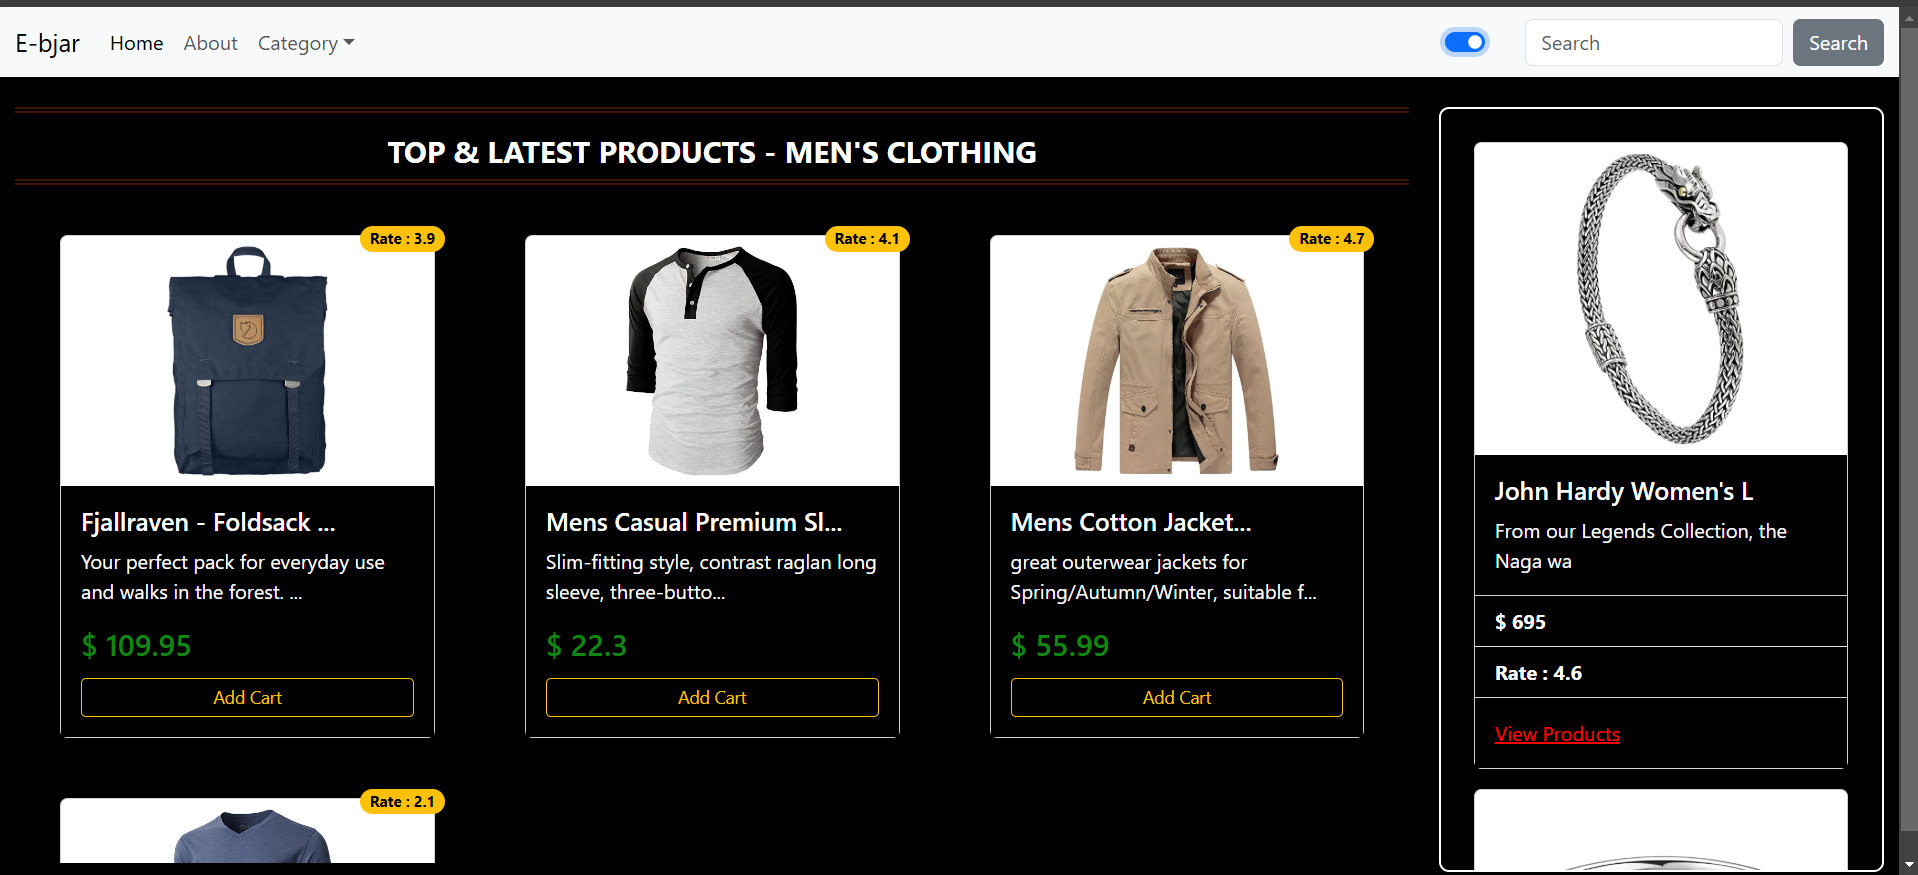 E-bjar Home About Category Search Search
TOP & LATEST PRODUCTS - MEN'S CLOTHING
Rate : 3.9
Fjallraven - Foldsack ...
Your perfect pack for everyday use
and walks in the forest. ...
$ 109.95
Add Cart
Rate : 4.1
Mens Casual Premium Sl...
Slim-fitting style, contrast raglan long
sleeve, three-butto...
$ 22.3
Add Cart
Rate : 4.7
Mens Cotton Jacket...
great outerwear jackets for
Spring/Autumn/Winter, suitable f...
$ 55.99
Add Cart
Rate : 2.1
John Hardy Women's L
From our Legends Collection, the
Naga wa
$ 695
Rate : 4.6
View Products